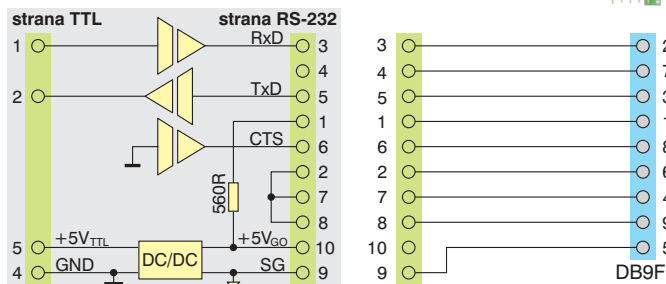 strana TTL strana RS-232
1 RxD 3 3 2
4 4 7
2 TxD 5 5 3
1 1 1
CTS 6 6 8
2 2 6
560R 7 7 4
8 8 9
5 +5VTTL DC/DC +5VGO 10 10 5
4 GND SG 9 9 DB9F